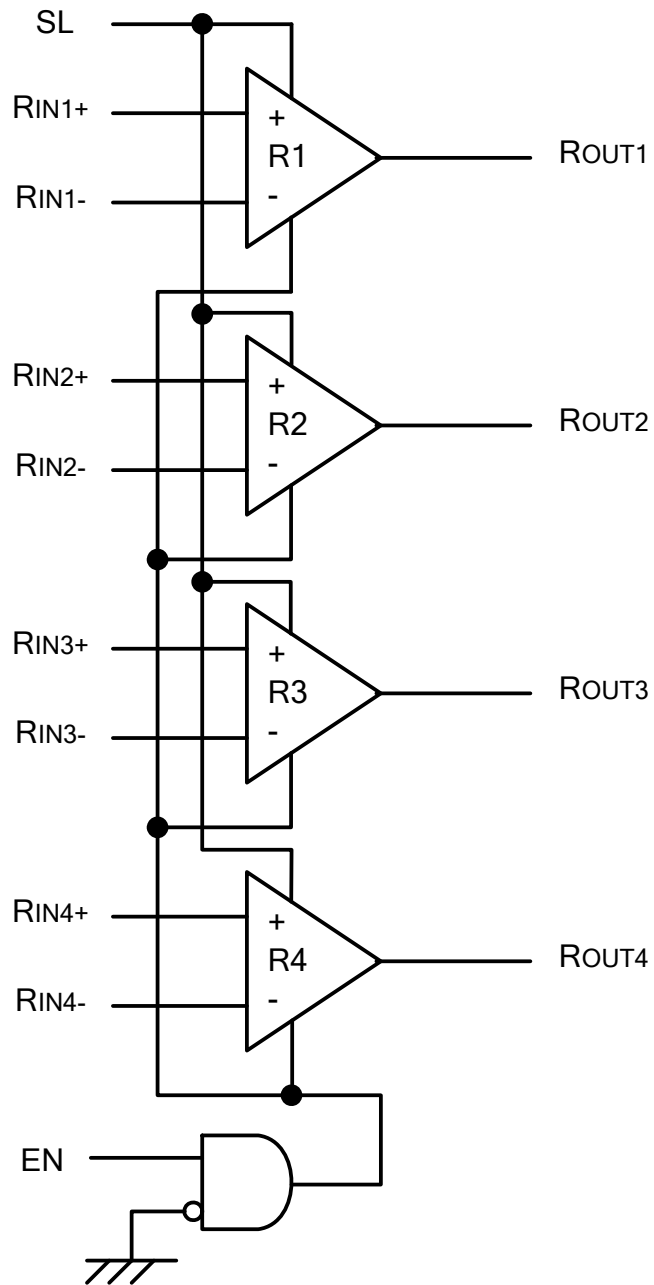 SL
RIN1+
+
R1
ROUT1
RIN1-
-
RIN2+
+
R2
ROUT2
RIN2-
-
RIN3+
+
R3
ROUT3
RIN3-
-
RIN4+
+
R4
ROUT4
RIN4-
-
EN